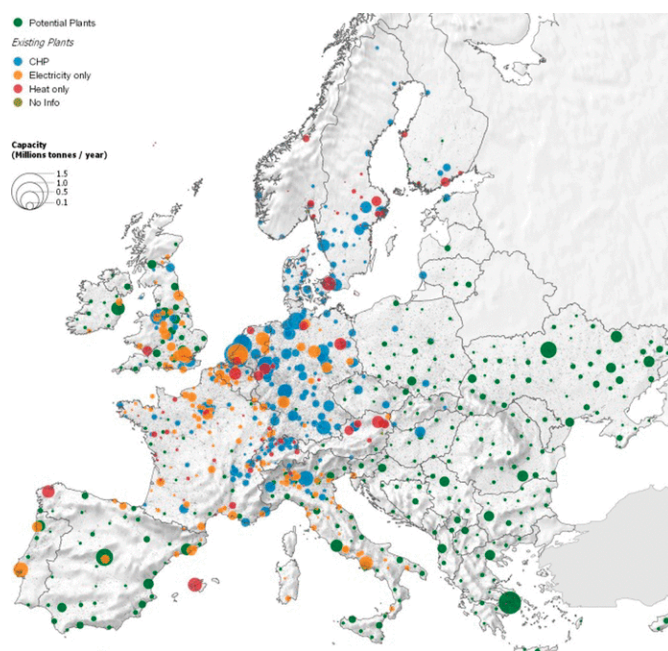 Potential Plants
Existing Plants
CHP
Electricity only
Heat only
No Info
Capacity
(Millions tonnes / year)
1.5
1.0
0.5
0.1